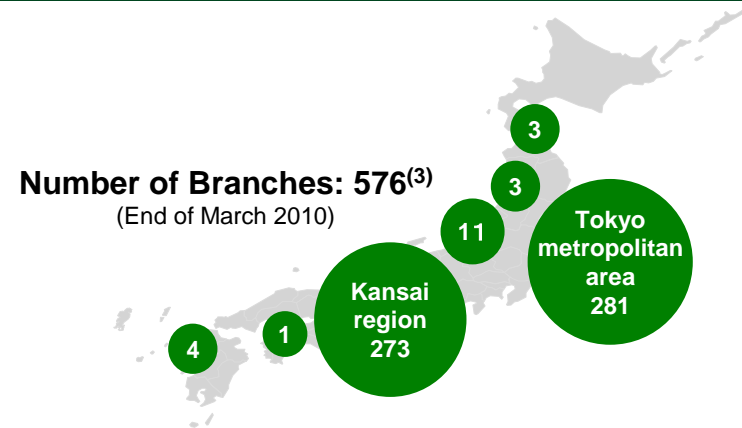 Number of Branches: 576(3)
(End of March 2010)
3
3
11
Tokyo
metropolitan
area
281
Kansai
region
273
1
4